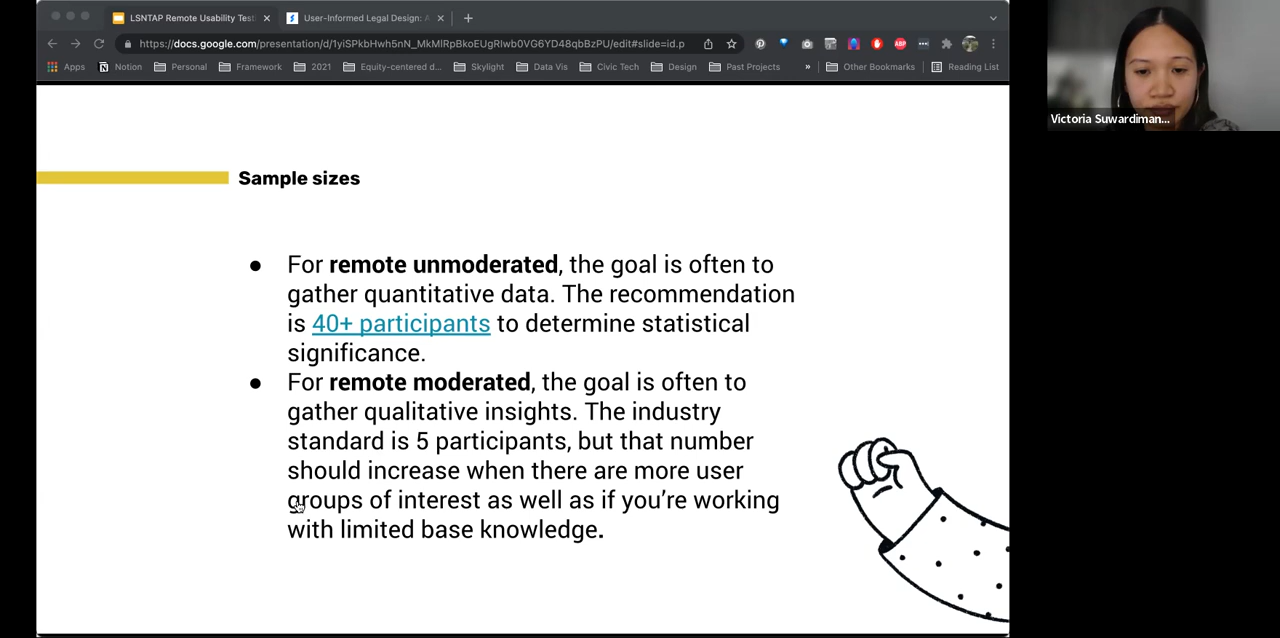 LSNTAP Remote Usability Test
User-Informed Legal Design: A
https://docs.google.com/presentation/d/1yiSPkbHwh5nN_MkMlRpBkoEUgRIwb0VG6YD48qbBzPU/edit#slide=id.p
Apps Notion Personal Framework 2021 Equity-centered d... Skylight Data Vis Civic Tech Design Past Projects » Other Bookmarks Reading List
Victoria Suwardiman...
Sample sizes
● For remote unmoderated, the goal is often to
gather quantitative data. The recommendation
is 40+ participants to determine statistical
significance.
● For remote moderated, the goal is often to
gather qualitative insights. The industry
standard is 5 participants, but that number
should increase when there are more user
groups of interest as well as if you’re working
with limited base knowledge.